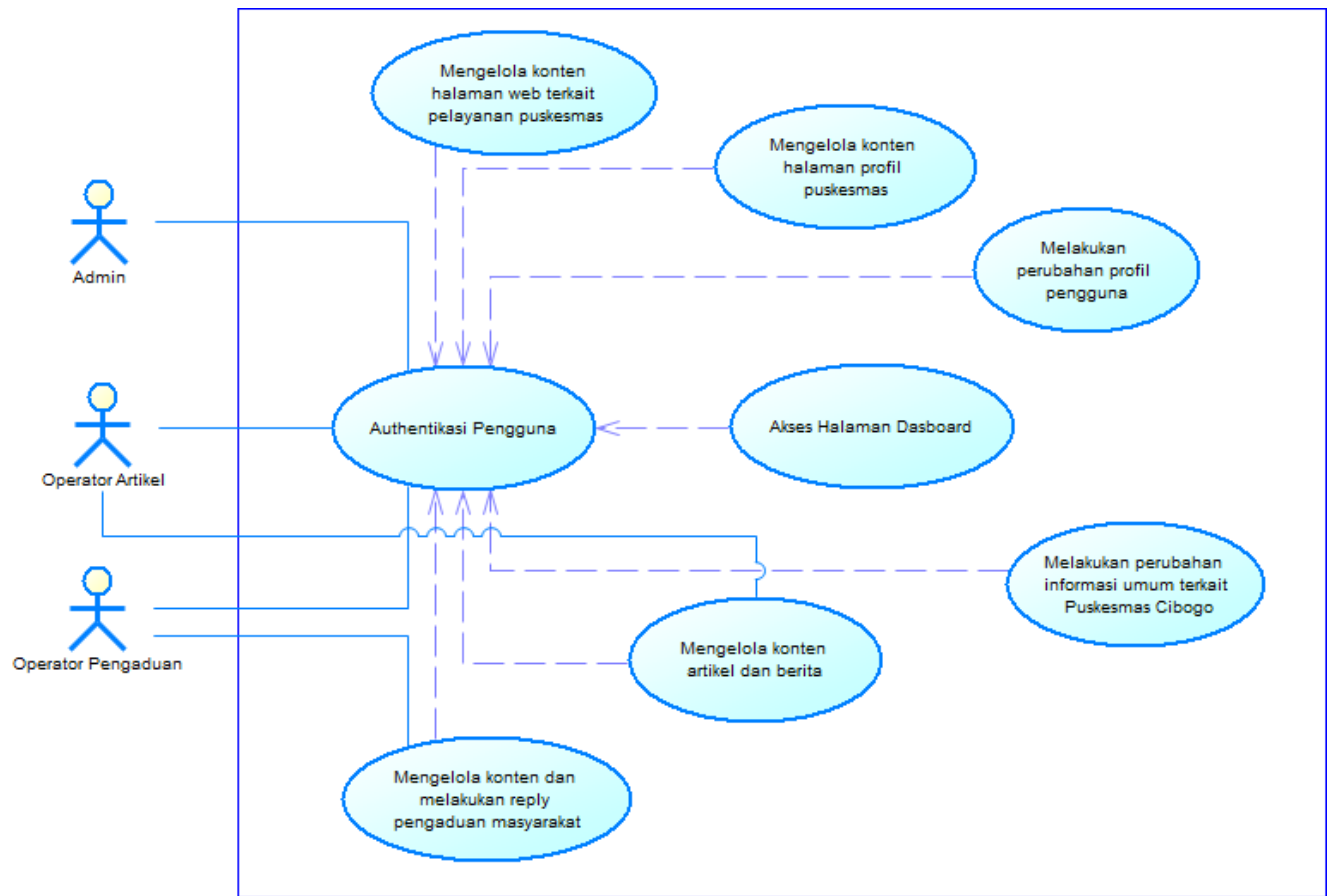 Mengelola konten
halaman web terkait
pelayanan puskesmas
Mengelola konten
halaman profil
puskesmas
Admin
Melakukan
perubahan profil
pengguna
Authentikasi Pengguna
Akses Halaman Dasboard
Operator Artikel
Melakukan perubahan
informasi umum terkait
Puskesmas Cibogo
Operator Pengaduan
Mengelola konten
artikel dan berita
Mengelola konten dan
melakukan reply
pengaduan masyarakat